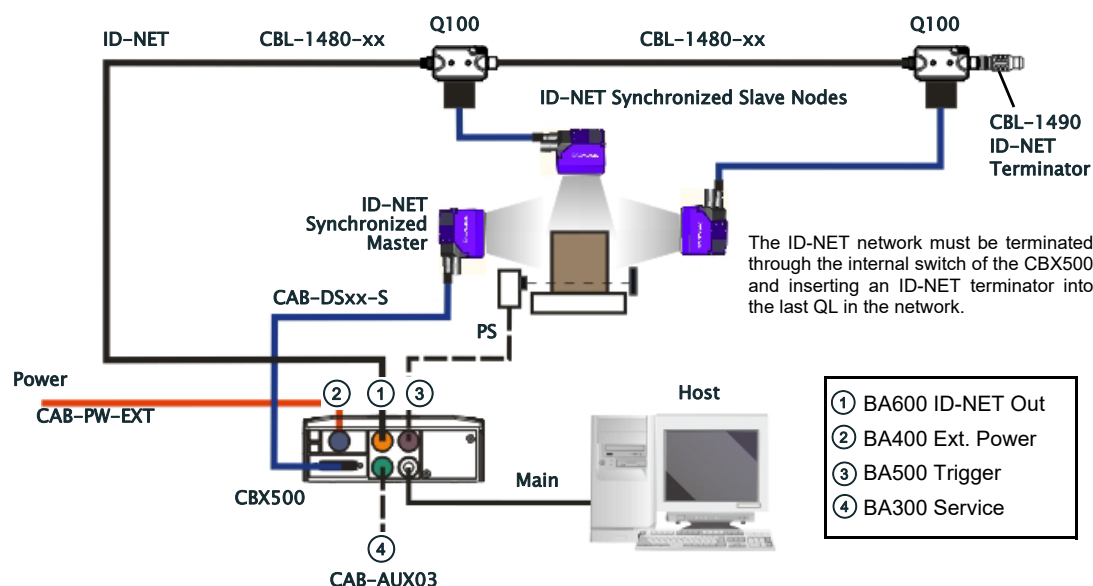 Q100
Q100
ID-NET
CBL-1480-xx
CBL-1480-xx
ID-NET Synchronized Slave Nodes
CBL-1490
ID-NET
Terminator
ID-NET
Synchronized
Master
The ID-NET network must be terminated
through the internal switch of the CBX500
and inserting an ID-NET terminator into
the last QL in the network.
CAB-DSxx-S
PS
Power
CAB-PW-EXT
2
1
3
Host
1 BA600 ID-NET Out
2 BA400 Ext. Power
3 BA500 Trigger
4 BA300 Service
Main
CBX500
4
CAB-AUX03